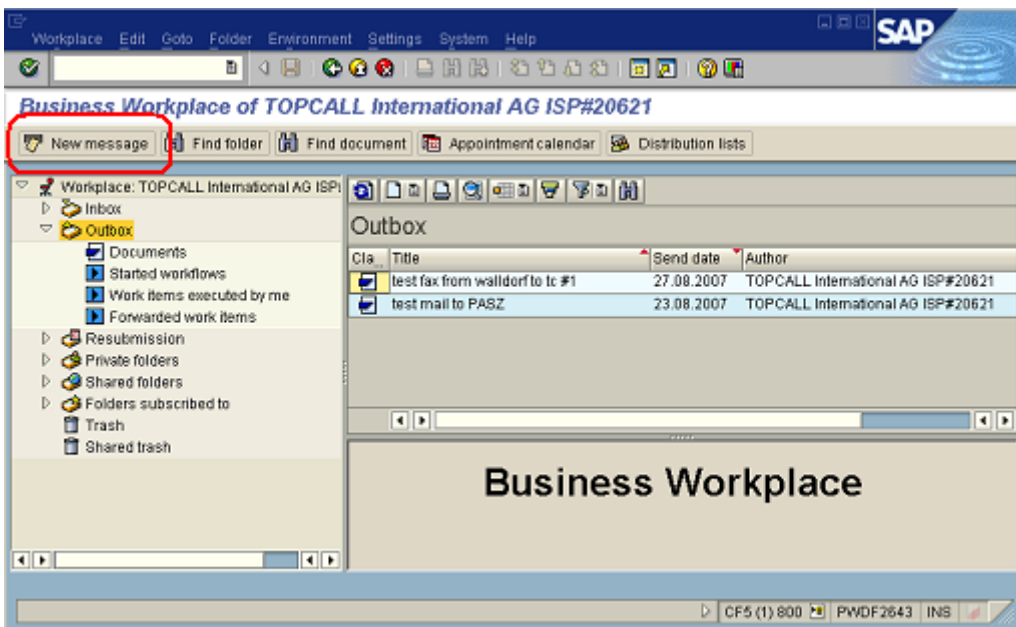 Workplace Edit Goto Folder Environment Settings System Help
SAP
Business Workplace of TOPCALL International AG ISP#20621
New message Find folder Find document Appointment calendar Distribution lists
Workplace: TOPCALL International AG ISP
Inbox
Outbox
Documents
Started workflows
Work items executed by me
Forwarded work items
Resubmission
Private folders
Shared folders
Folders subscribed to
Trash
Shared trash
Outbox
Cla... Title Send date Author
test fax from walldorf to tc #1 27.08.2007 TOPCALL International AG ISP#20621
test mail to PASZ 23.08.2007 TOPCALL International AG ISP#20621
Business Workplace
CF5 (1) 800 PWDF2643 INS